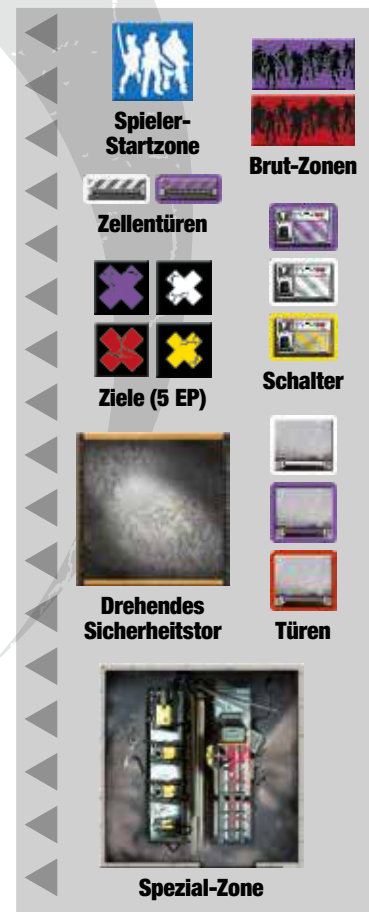 Spieler-
Startzone
Brut-Zonen
Zellentüren
Schalter
Ziele (5 EP)
Drehendes
Sicherheitstor
Türen
Spezial-Zone